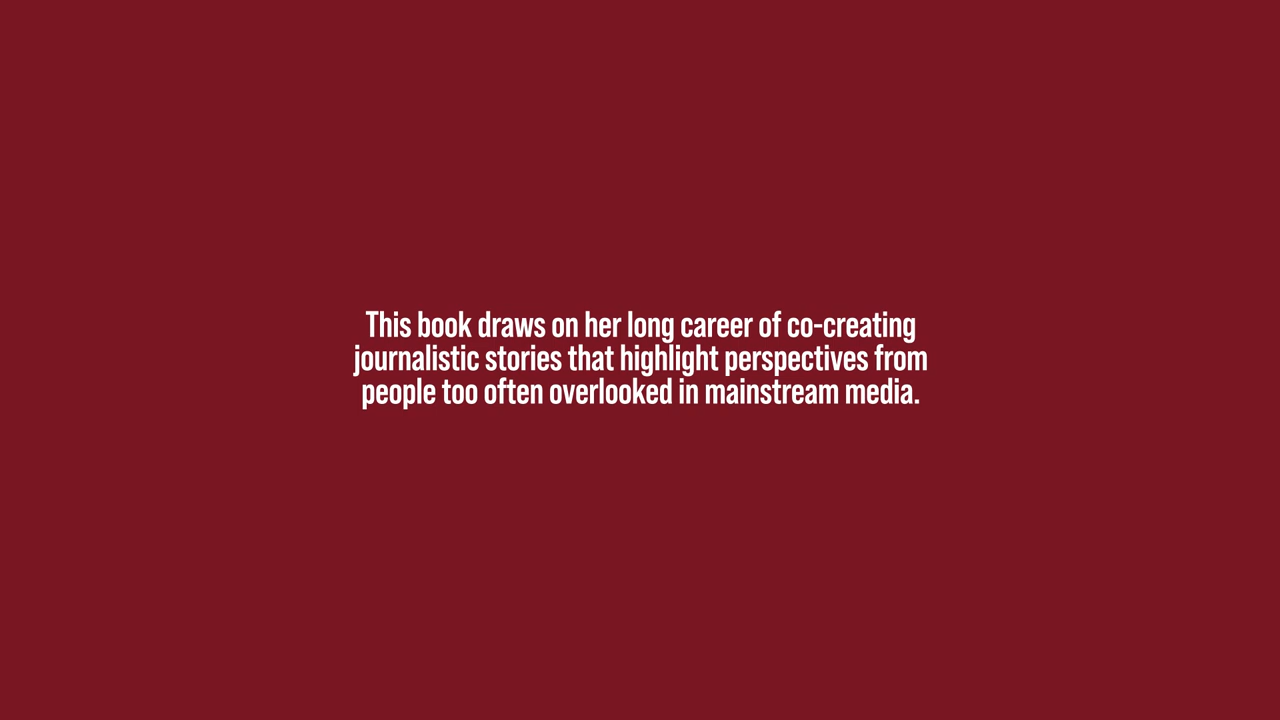 This book draws on her long career of co-creating
journalistic stories that highlight perspectives from
people too often overlooked in mainstream media.